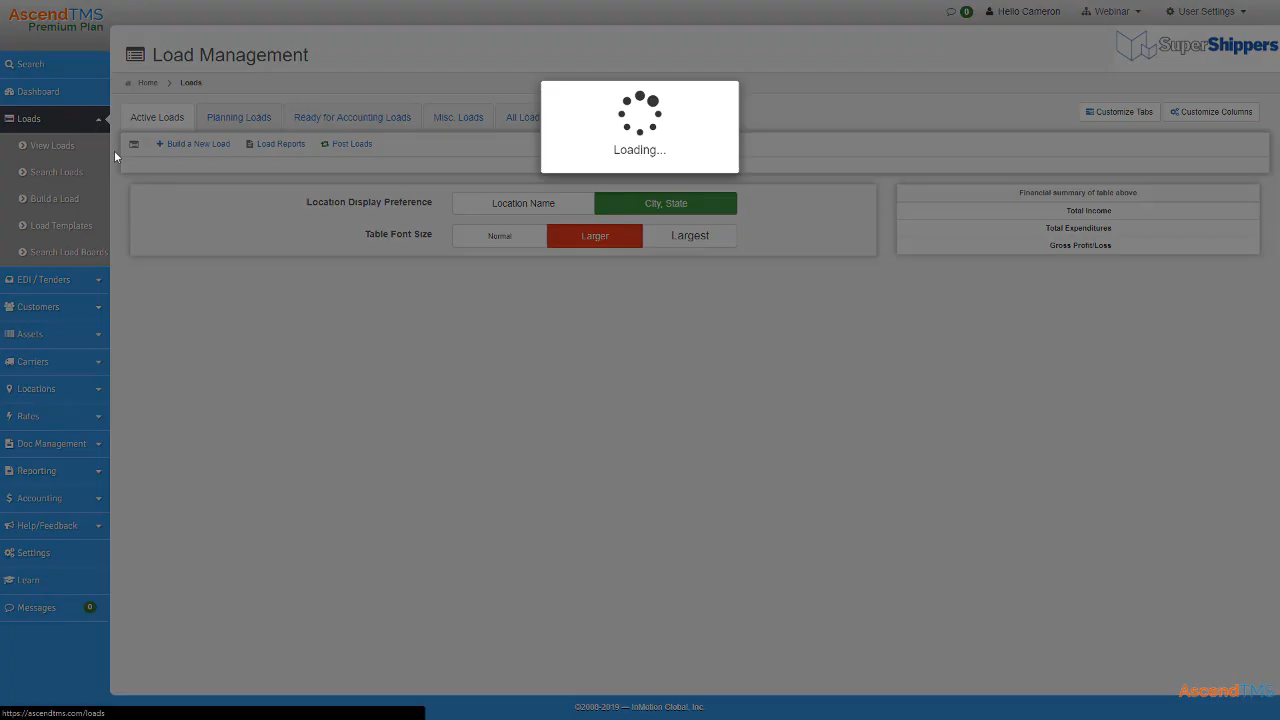 AscendTMS
Premium Plan
0
Hello Cameron
Webinar
User Settings
Load Management
SuperShippers
Home
Loads
Search
Dashboard
Loads
View Loads
Search Loads
Build a Load
Load Templates
Search Load Boards
EDI / Tenders
Customers
Assets
Carriers
Locations
Rates
Doc Management
Reporting
Accounting
Help/Feedback
Settings
Learn
Messages 0
Active Loads
Planning Loads
Ready for Accounting Loads
Misc. Loads
All Load
Customize Tabs
Customize Columns
Build a New Load
Load Reports
Post Loads
Loading...
Location Display Preference
Location Name
City, State
Table Font Size
Normal
Larger
Largest
Financial summary of table above
Total Income
Total Expenditures
Gross Profit/Loss
AscendTMS
©2008-2019 — InMotion Global, Inc
https://ascendtms.com/loads